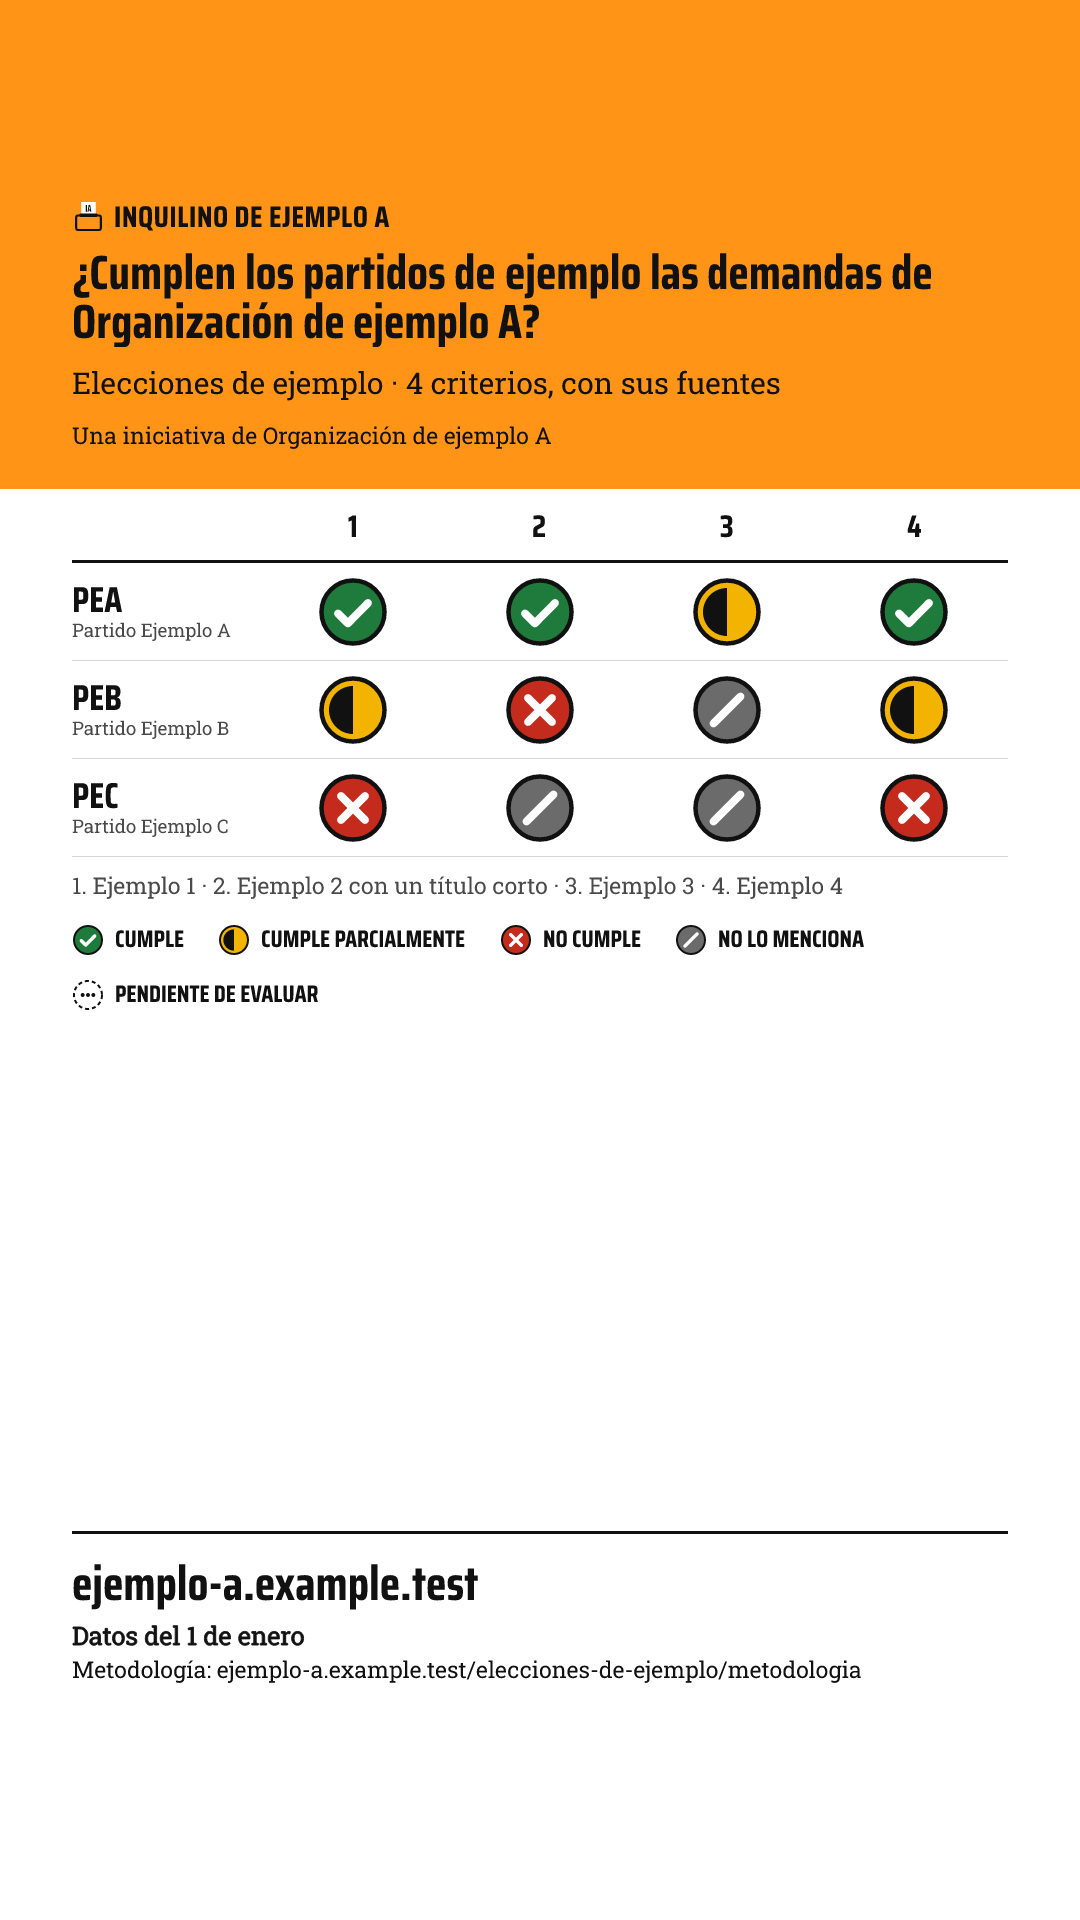 IA
INQUILINO DE EJEMPLO A
¿Cumplen los partidos de ejemplo las demandas de
Organización de ejemplo A?
Elecciones de ejemplo · 4 criterios, con sus fuentes
Una iniciativa de Organización de ejemplo A
1 2 3 4
PEA
Partido Ejemplo A
PEB
Partido Ejemplo B
PEC
Partido Ejemplo C
1. Ejemplo 1 · 2. Ejemplo 2 con un título corto · 3. Ejemplo 3 · 4. Ejemplo 4
CUMPLE CUMPLE PARCIALMENTE NO CUMPLE NO LO MENCIONA
PENDIENTE DE EVALUAR
ejemplo-a.example.test
Datos del 1 de enero
Metodología: ejemplo-a.example.test/elecciones-de-ejemplo/metodologia